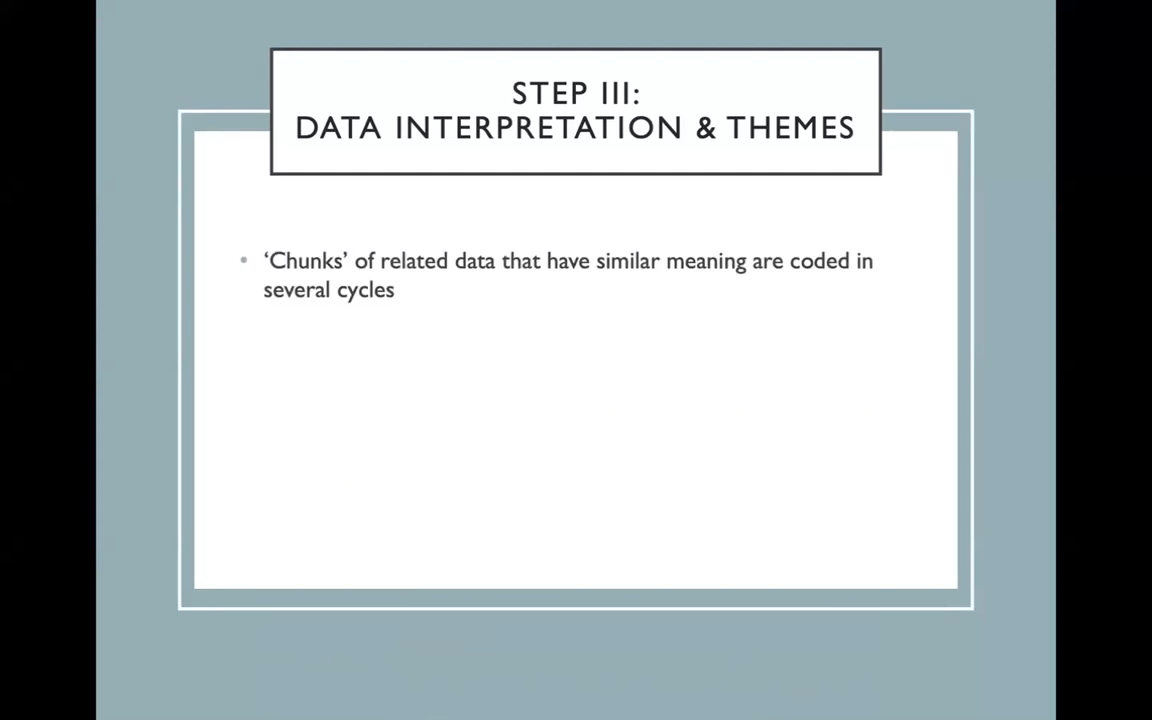 STEP III:
DATA INTERPRETATION & THEMES
• ‘Chunks’ of related data that have similar meaning are coded in
several cycles